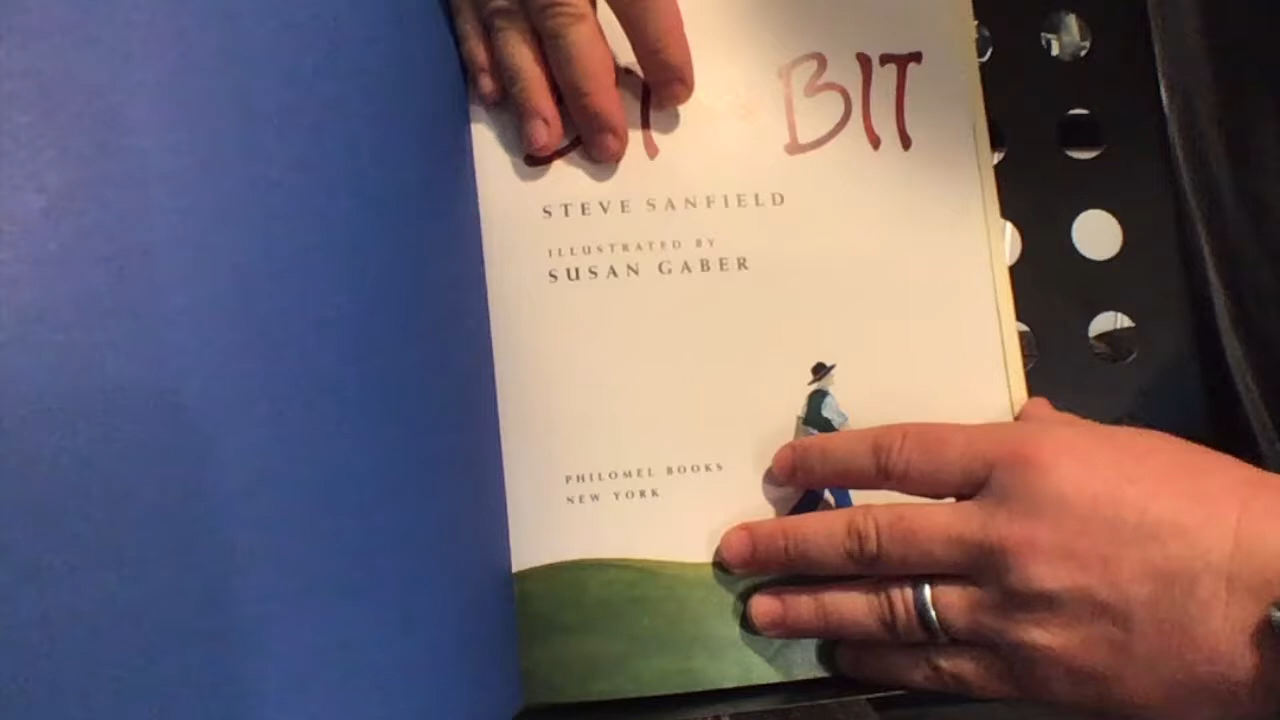 BIT
STEVE SANFIELD
ILLUSTRATED BY
SUSAN GABER
PHILOMEL BOOKS
NEW YORK